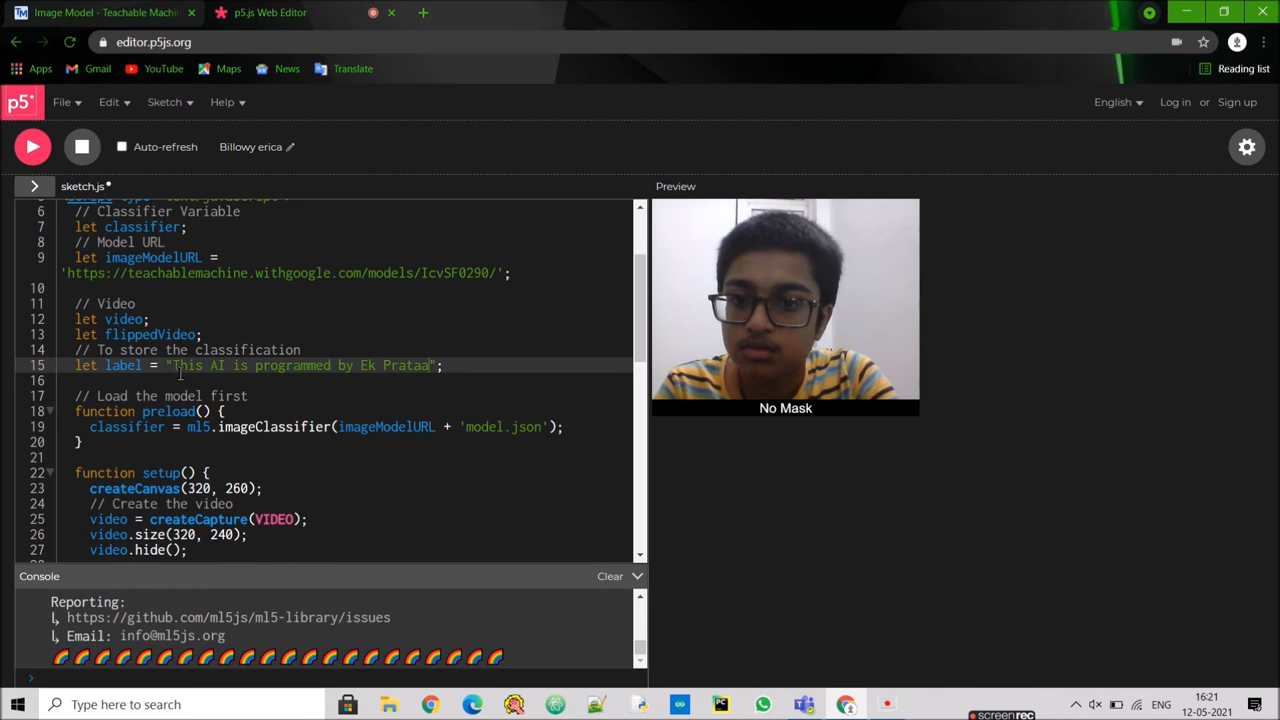 Image Model - Teachable Machin
p5.js Web Editor
editor.p5js.org
Apps
Gmail
YouTube
Maps
News
Translate
Reading list
p5*
File
Edit
Sketch
Help
English
Log in or Sign up
Auto-refresh
Billowy erica
sketch.js
Preview
6 // Classifier Variable
7 let classifier;
8 // Model URL
9 let imageModelURL =
'https://teachablemachine.withgoogle.com/models/IcvSF0290/';
10
11 // Video
12 let video;
13 let flippedVideo;
14 // To store the classification
15 let label = "This AI is programmed by Ek Prataa";
16
17 // Load the model first
18 function preload() {
19 classifier = ml5.imageClassifier(imageModelURL + 'model.json');
20 }
21
22 function setup() {
23 createCanvas(320, 260);
24 // Create the video
25 video = createCapture(VIDEO);
26 video.size(320, 240);
27 video.hide();
No Mask
Console
Clear
Reporting:
↳ https://github.com/ml5js/ml5-library/issues
↳ Email: info@ml5js.org
>
Type here to search
ENG
16:21
12-05-2021
screenrec